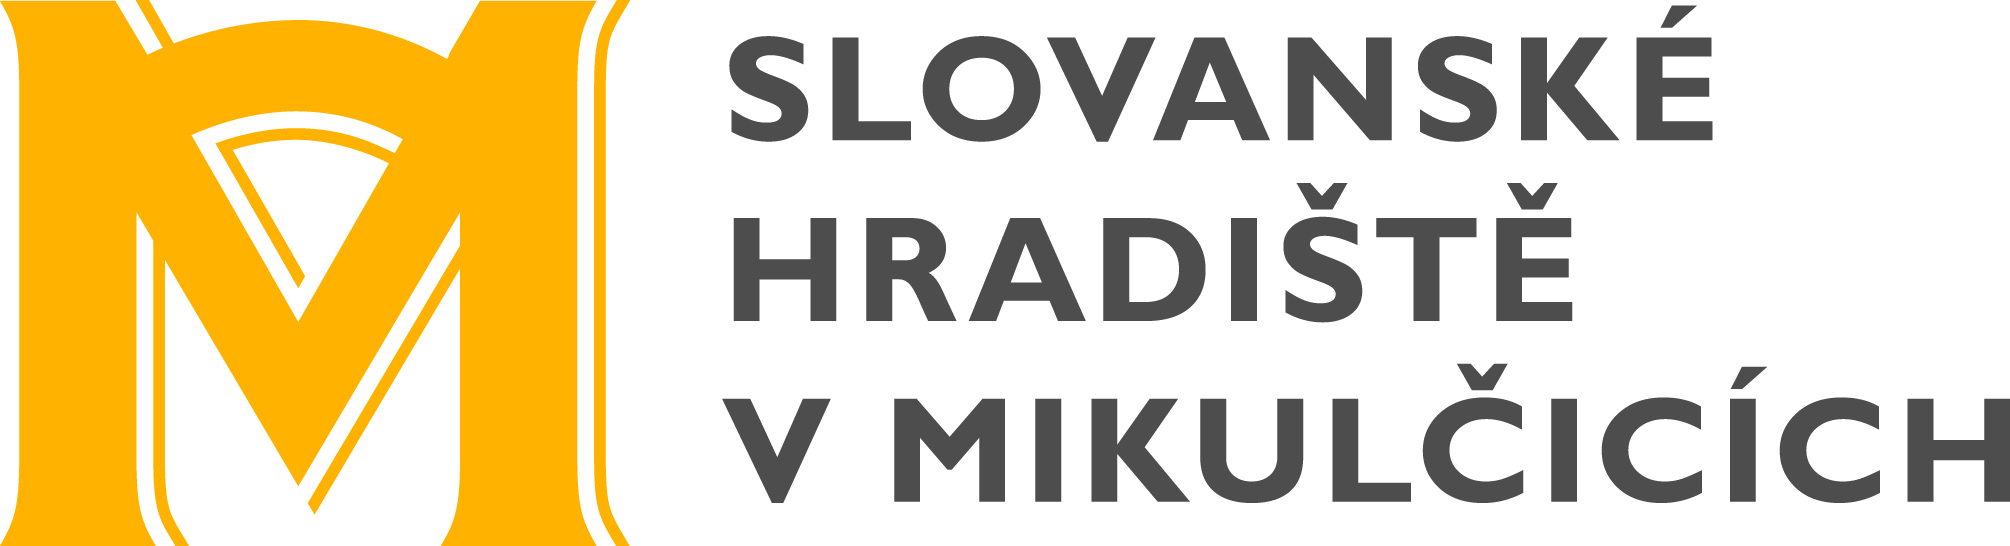 SLOVANSKÉ
HRADIŠTĚ
V MIKULČICÍCH